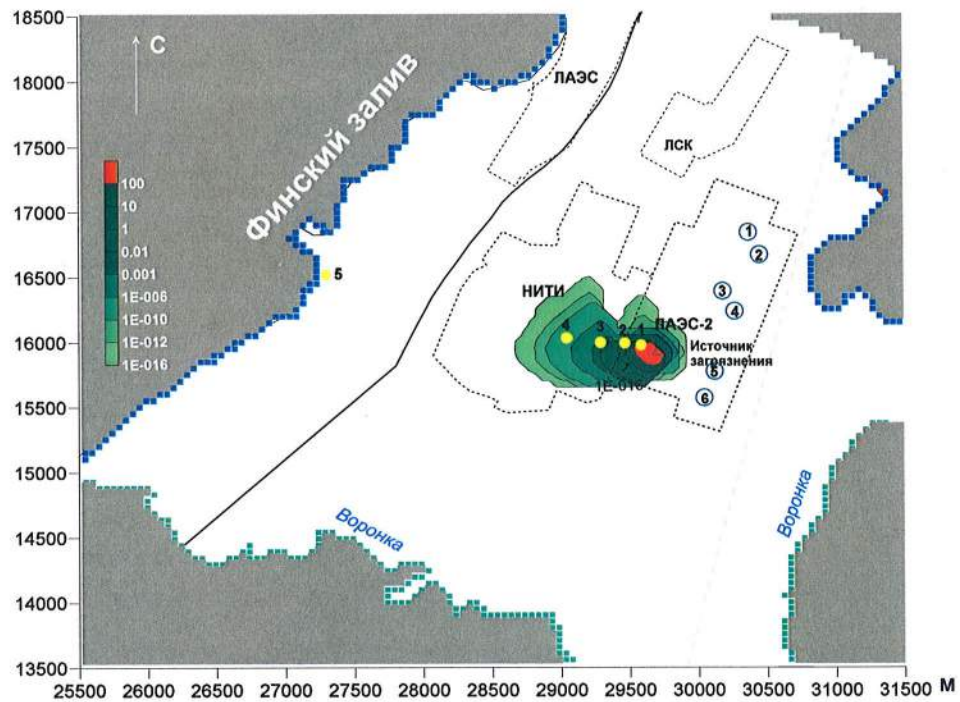 18500
18000
17500
17000
16500
16000
15500
15000
14500
14000
13500
С
Финский залив
ЛАЭС
ЛСК
100
10
1
0.01
0.001
1E-006
1E-010
1E-012
1E-016
5
НИТИ
ЛАЭС-2
4
3
2
1
Источник
загрязнения
1E-016
1
2
3
4
5
6
Воронка
Воронка
25500 26000 26500 27000 27500 28000 28500 29000 29500 30000 30500 31000 31500 М